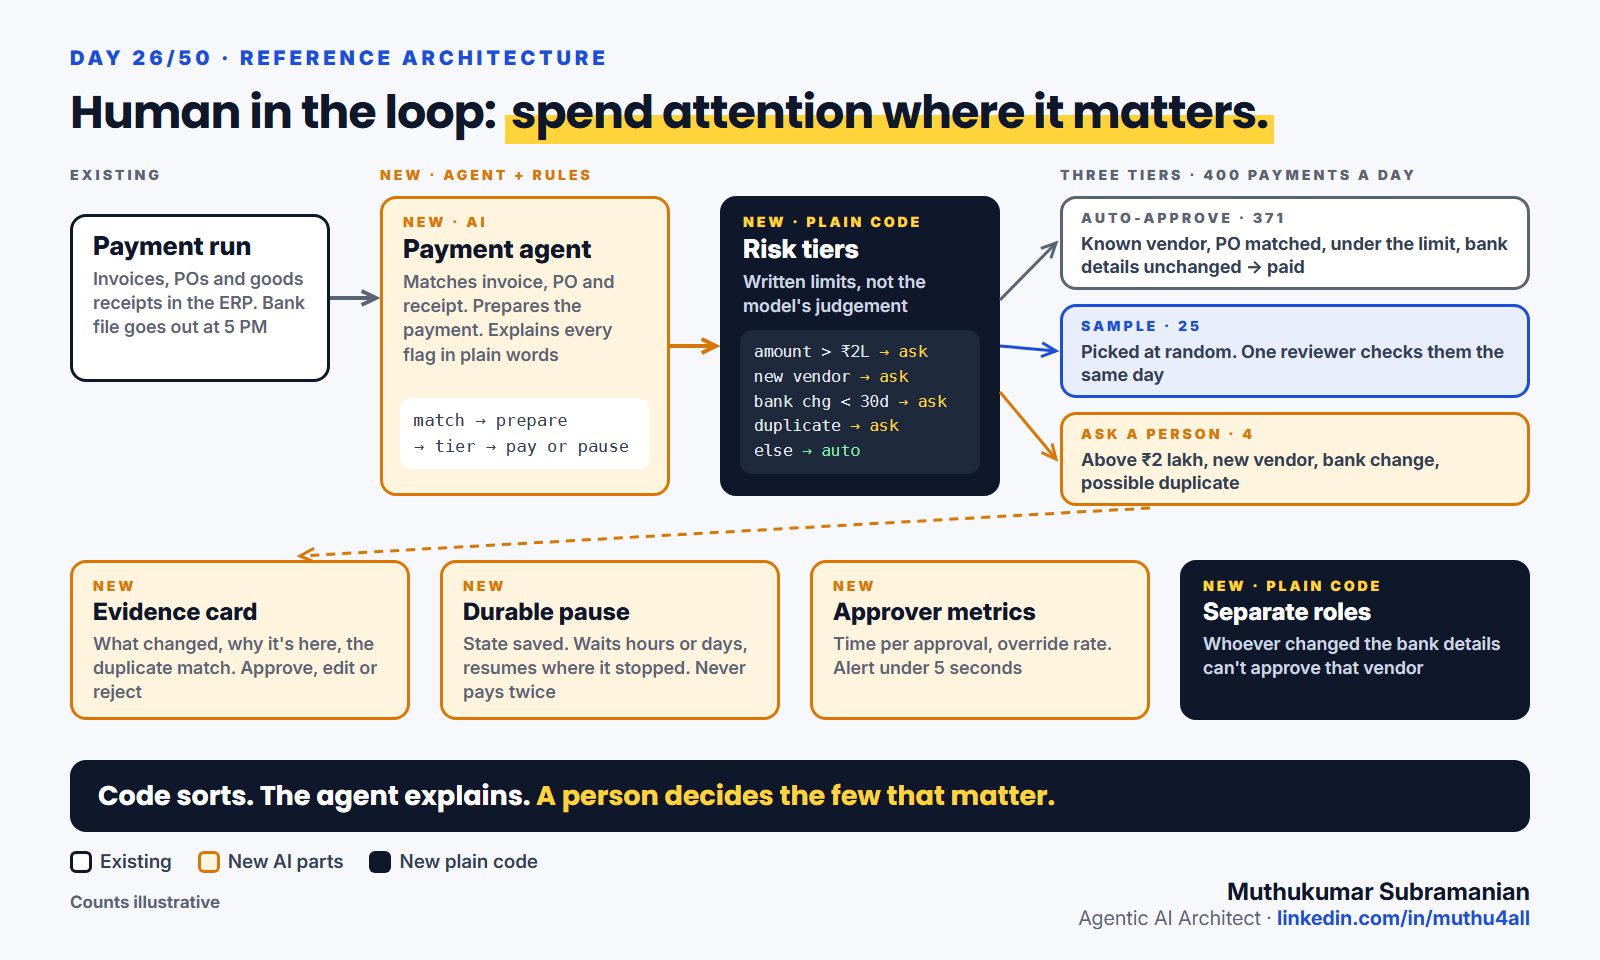 DAY 26/50 · REFERENCE ARCHITECTURE
Human in the loop: spend attention where it matters.
EXISTING
Payment run
Invoices, POs and goods
receipts in the ERP. Bank
file goes out at 5 PM
NEW · AGENT + RULES
NEW · AI
Payment agent
Matches invoice, PO and
receipt. Prepares the
payment. Explains every
flag in plain words
match → prepare
→ tier → pay or pause
NEW · PLAIN CODE
Risk tiers
Written limits, not the
model's judgement
amount > ₹2L → ask
new vendor → ask
bank chg < 30d → ask
duplicate → ask
else → auto
THREE TIERS · 400 PAYMENTS A DAY
AUTO-APPROVE · 371
Known vendor, PO matched, under the limit, bank
details unchanged → paid
SAMPLE · 25
Picked at random. One reviewer checks them the
same day
ASK A PERSON · 4
Above ₹2 lakh, new vendor, bank change,
possible duplicate
NEW
Evidence card
What changed, why it's here, the
duplicate match. Approve, edit or
reject
NEW
Durable pause
State saved. Waits hours or days,
resumes where it stopped. Never
pays twice
NEW
Approver metrics
Time per approval, override rate.
Alert under 5 seconds
NEW · PLAIN CODE
Separate roles
Whoever changed the bank details
can't approve that vendor
Code sorts. The agent explains. A person decides the few that matter.
Existing
New AI parts
New plain code
Counts illustrative
Muthukumar Subramanian
Agentic AI Architect · linkedin.com/in/muthu4all